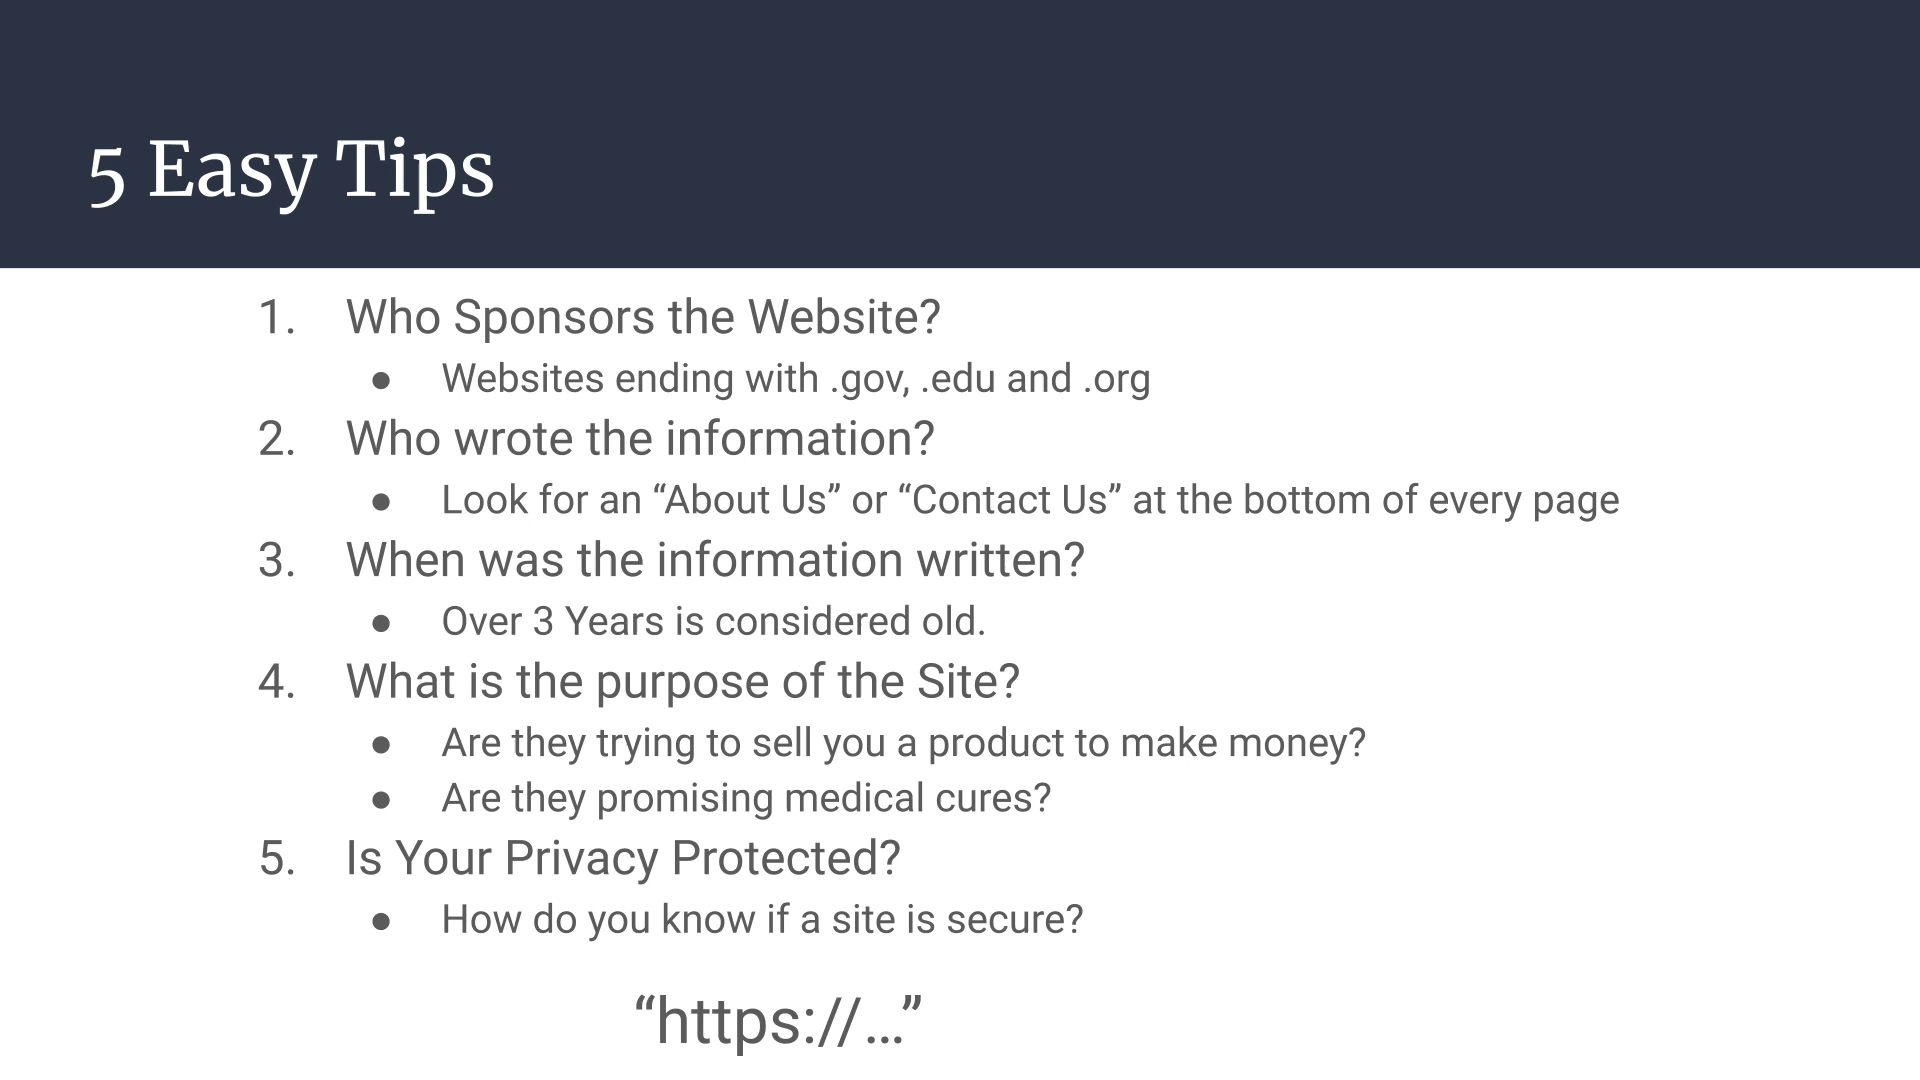 5 Easy Tips
1. Who Sponsors the Website?
● Websites ending with .gov, .edu and .org
2. Who wrote the information?
● Look for an “About Us” or “Contact Us” at the bottom of every page
3. When was the information written?
● Over 3 Years is considered old.
4. What is the purpose of the Site?
● Are they trying to sell you a product to make money?
● Are they promising medical cures?
5. Is Your Privacy Protected?
● How do you know if a site is secure?
“https://…”